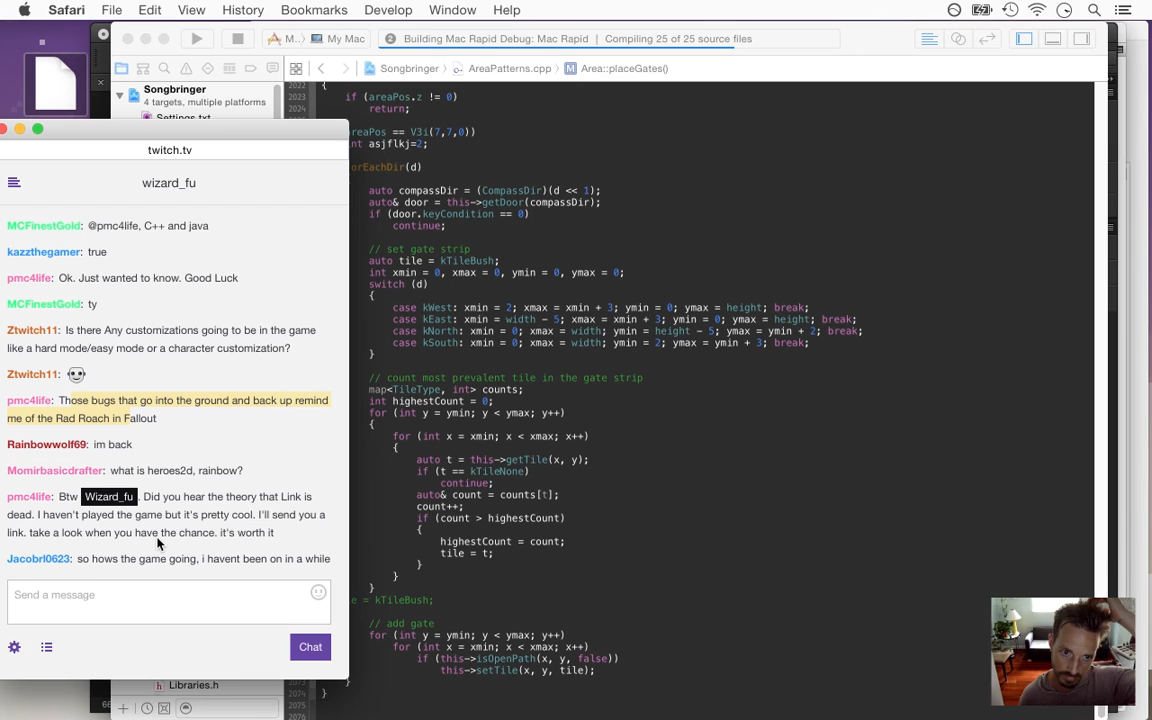 Safari File Edit View History Bookmarks Develop Window Help
M... My Mac
2 Building Mac Rapid Debug: Mac Rapid | Compiling 25 of 25 source files
Songbringer AreaPatterns.cpp M Area::placeGates()
Songbringer
4 targets, multiple platforms
Settings.txt
twitch.tv
wizard_fu
MCFinestGold: @pmc4life, C++ and java
kazzthegamer: true
pmc4life: Ok. Just wanted to know. Good Luck
MCFinestGold: ty
Ztwitch11: Is there Any customizations going to be in the game
like a hard mode/easy mode or a character customization?
Ztwitch11:
pmc4life: Those bugs that go into the ground and back up remind
me of the Rad Roach in Fallout
Rainbowwolf69: im back
Momirbasicdrafter: what is heroes2d, rainbow?
pmc4life: Btw Wizard_fu . Did you hear the theory that Link is
dead. I haven't played the game but it's pretty cool. I'll send you a
link. take a look when you have the chance. it's worth it
Jacobrl0623: so hows the game going, i havent been on in a while
Send a message
Chat
Libraries.h
2022 {
2023 if (areaPos.z != 0)
2024 return;
areaPos == V3i(7,7,0))
int asjflkj=2;
orEachDir(d)
auto compassDir = (CompassDir)(d << 1);
auto& door = this->getDoor(compassDir);
if (door.keyCondition == 0)
continue;
// set gate strip
auto tile = kTileBush;
int xmin = 0, xmax = 0, ymin = 0, ymax = 0;
switch (d)
{
case kWest: xmin = 2; xmax = xmin + 3; ymin = 0; ymax = height; break;
case kEast: xmin = width - 5; xmax = xmin + 3; ymin = 0; ymax = height; break;
case kNorth: xmin = 0; xmax = width; ymin = height - 5; ymax = ymin + 2; break;
case kSouth: xmin = 0; xmax = width; ymin = 2; ymax = ymin + 3; break;
}
// count most prevalent tile in the gate strip
map<TileType, int> counts;
int highestCount = 0;
for (int y = ymin; y < ymax; y++)
{
for (int x = xmin; x < xmax; x++)
{
auto t = this->getTile(x, y);
if (t == kTileNone)
continue;
auto& count = counts[t];
count++;
if (count > highestCount)
{
highestCount = count;
tile = t;
}
}
}
e = kTileBush;
// add gate
for (int y = ymin; y < ymax; y++)
for (int x = xmin; x < xmax; x++)
if (this->isOpenPath(x, y, false))
this->setTile(x, y, tile);
2073 }
2074 }
2075
2076
66